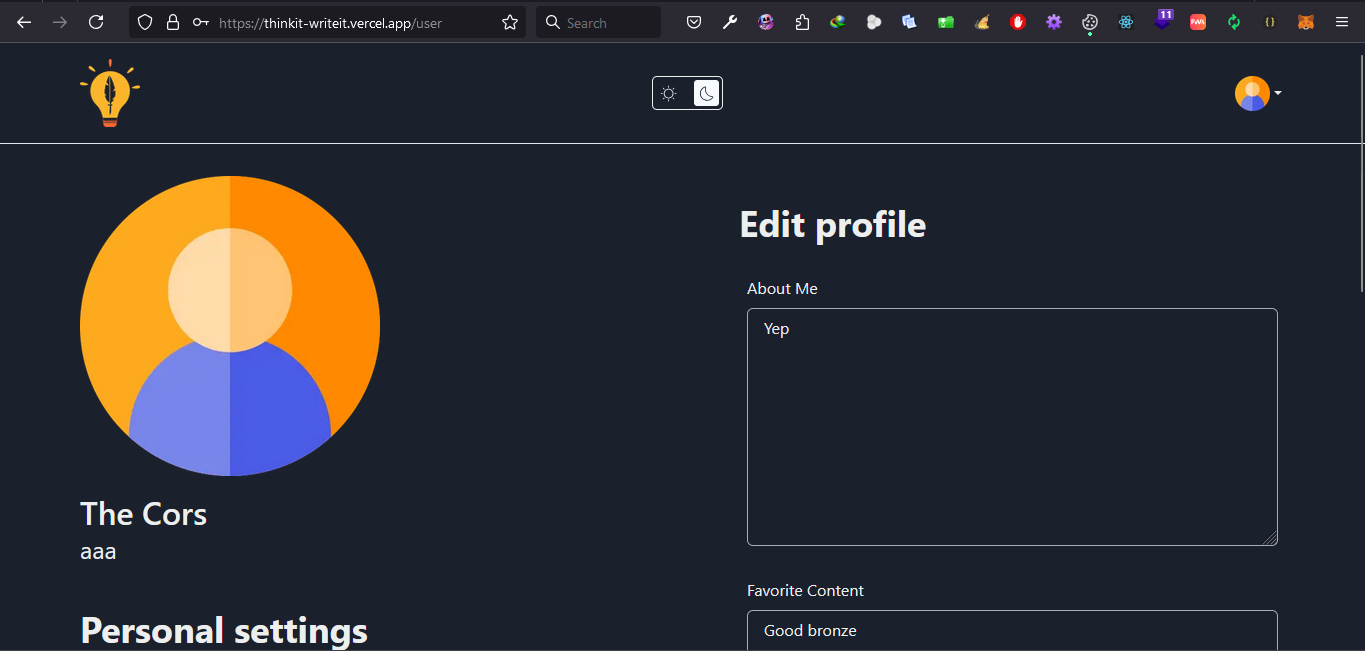 https://thinkit-writeit.vercel.app/user
Search
11
PWA
The Cors
aaa
Personal settings
Edit profile
About Me
Yep
Favorite Content
Good bronze